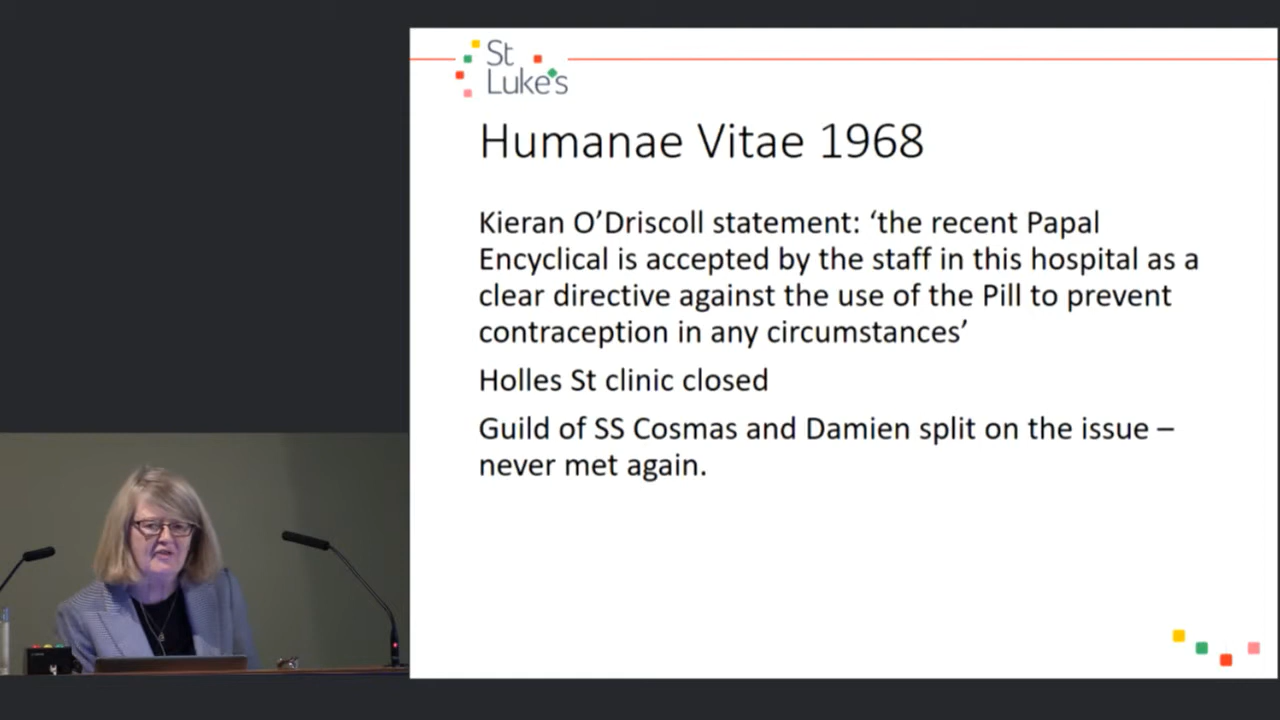 St
Luke's
Humanae Vitae 1968
Kieran O’Driscoll statement: ‘the recent Papal
Encyclical is accepted by the staff in this hospital as a
clear directive against the use of the Pill to prevent
contraception in any circumstances’
Holles St clinic closed
Guild of SS Cosmas and Damien split on the issue –
never met again.